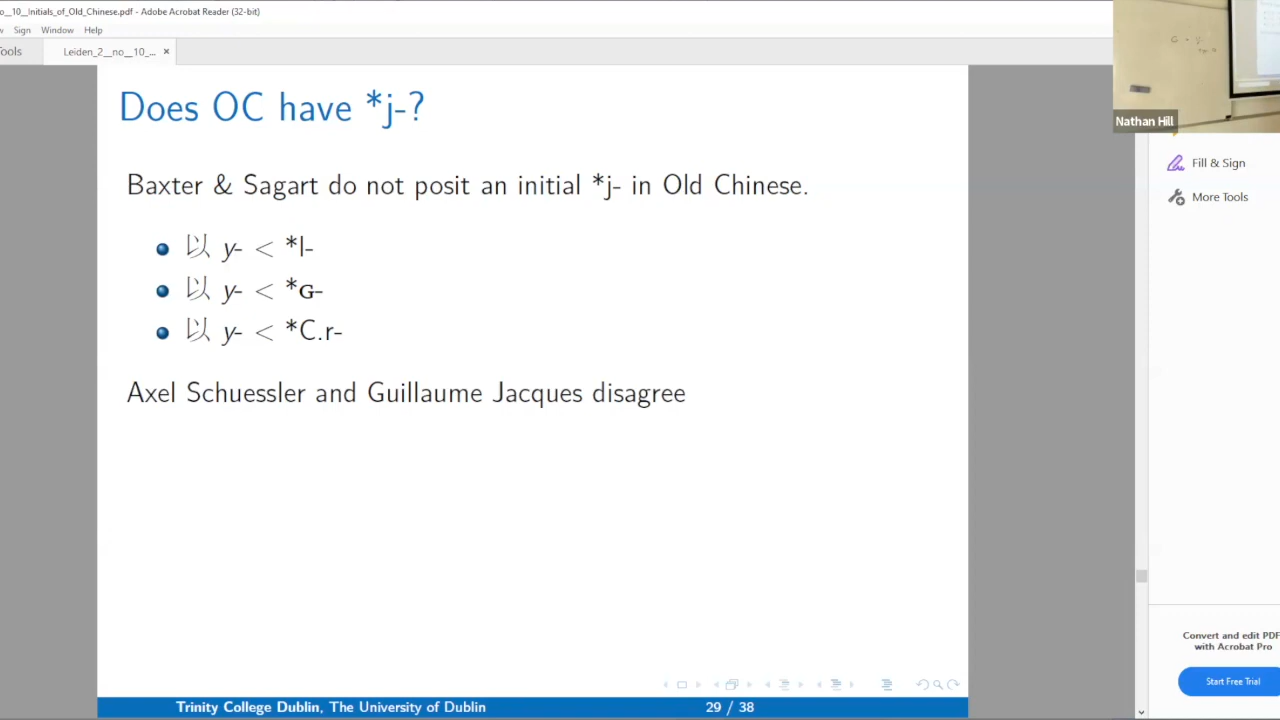 o__10__Initials_of_Old_Chinese.pdf - Adobe Acrobat Reader (32-bit)
Sign Window Help
ools Leiden_2__no__10_... ×
Does OC have *j-?
Baxter & Sagart do not posit an initial *j- in Old Chinese.
以 y- < *l-
以 y- < *ɢ-
以 y- < *C.r-
Axel Schuessler and Guillaume Jacques disagree
Trinity College Dublin, The University of Dublin 29 / 38
Nathan Hill
Fill & Sign
More Tools
Convert and edit PDF
with Acrobat Pro
Start Free Trial